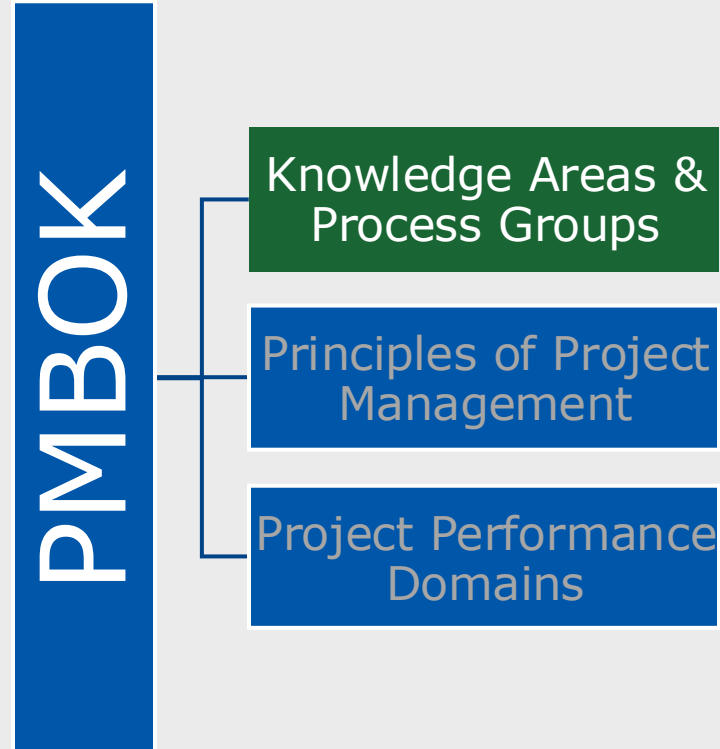 PMBOK
Knowledge Areas &
Process Groups
Principles of Project
Management
Project Performance
Domains